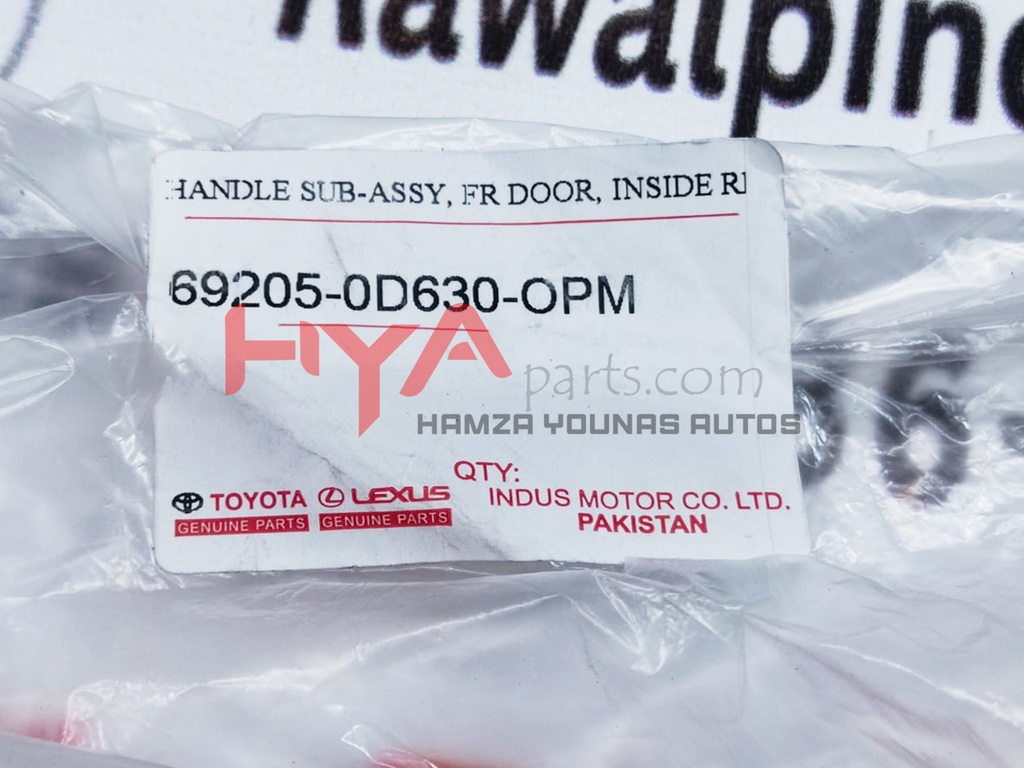 Rawalpind
HANDLE SUB-ASSY, FR DOOR, INSIDE RI
69205-0D630-OPM
HYA parts.com
HAMZA YOUNAS AUTOS
QTY:
TOYOTA LEXUS INDUS MOTOR CO. LTD.
GENUINE PARTS GENUINE PARTS PAKISTAN